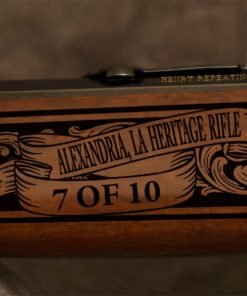 HENRY REPEATING
ALEXANDRIA, LA HERITAGE RIFLE
7 OF 10